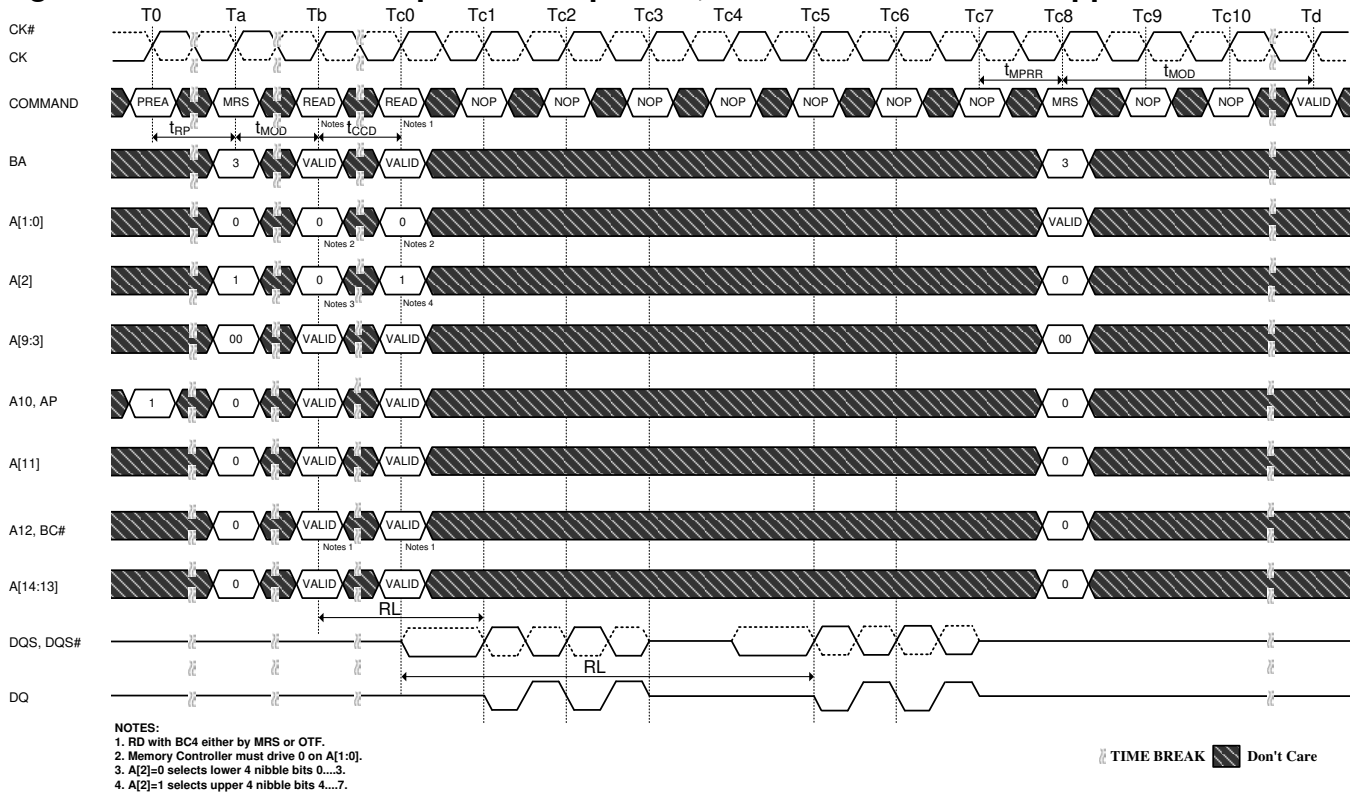 T0 Ta Tb Tc0 Tc1 Tc2 Tc3 Tc4 Tc5 Tc6 Tc7 Tc8 Tc9 Tc10 Td
CK#
CK
tMPRR tMOD
COMMAND PREA MRS READ READ NOP NOP NOP NOP NOP NOP NOP MRS NOP NOP VALID
Notes 1 Notes 1
tRP tMOD tCCD
BA 3 VALID VALID 3
A[1:0] 0 0 0 VALID
Notes 2 Notes 2
A[2] 1 0 1 0
Notes 3 Notes 4
A[9:3] 00 VALID VALID 00
A10, AP 1 0 VALID VALID 0
A[11] 0 VALID VALID 0
A12, BC# 0 VALID VALID 0
Notes 1 Notes 1
A[14:13] 0 VALID VALID 0
RL
DQS, DQS#
RL
DQ
NOTES:
1. RD with BC4 either by MRS or OTF.
2. Memory Controller must drive 0 on A[1:0].
3. A[2]=0 selects lower 4 nibble bits 0....3.
4. A[2]=1 selects upper 4 nibble bits 4....7.
TIME BREAK Don't Care